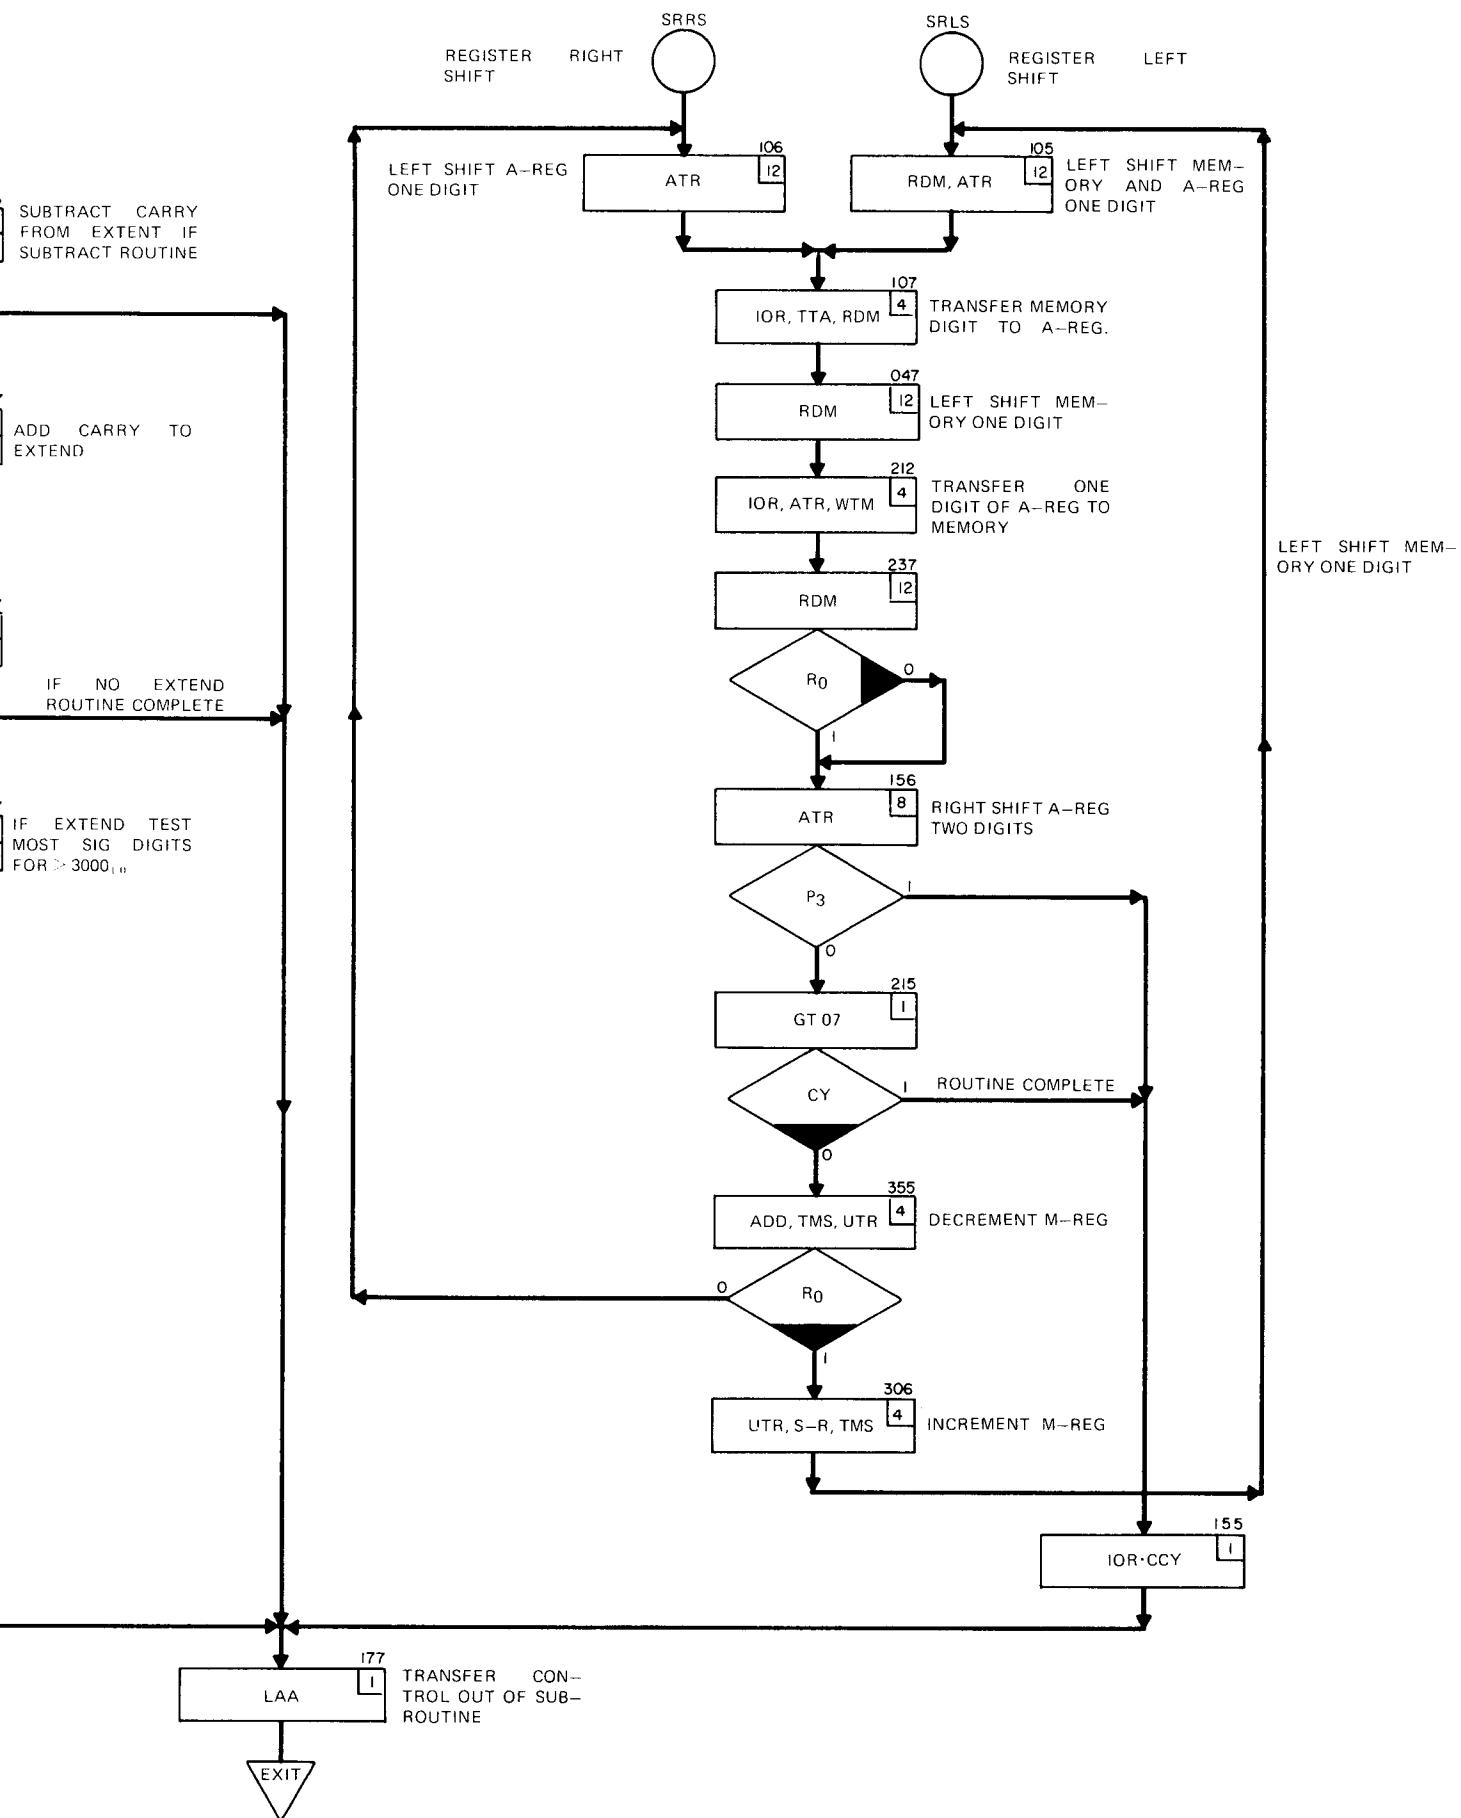 SRRS
SRLS
REGISTER RIGHT
SHIFT
REGISTER LEFT
SHIFT
LEFT SHIFT A-REG
ONE DIGIT
106
12
ATR
105
12
RDM, ATR
LEFT SHIFT MEM-
ORY AND A-REG
ONE DIGIT
SUBTRACT CARRY
FROM EXTENT IF
SUBTRACT ROUTINE
107
4
IOR, TTA, RDM
TRANSFER MEMORY
DIGIT TO A-REG.
047
12
RDM
LEFT SHIFT MEM-
ORY ONE DIGIT
ADD CARRY TO
EXTEND
212
4
IOR, ATR, WTM
TRANSFER ONE
DIGIT OF A-REG TO
MEMORY
LEFT SHIFT MEM-
ORY ONE DIGIT
237
12
RDM
R0
0
1
IF NO EXTEND
ROUTINE COMPLETE
156
8
ATR
RIGHT SHIFT A-REG
TWO DIGITS
IF EXTEND TEST
MOST SIG DIGITS
FOR > 3000₁₀
P3
1
0
215
1
GT 07
CY
1
ROUTINE COMPLETE
0
355
4
ADD, TMS, UTR
DECREMENT M-REG
0
R0
1
306
4
UTR, S-R, TMS
INCREMENT M-REG
155
1
IOR·CCY
177
1
LAA
TRANSFER CON-
TROL OUT OF SUB-
ROUTINE
EXIT